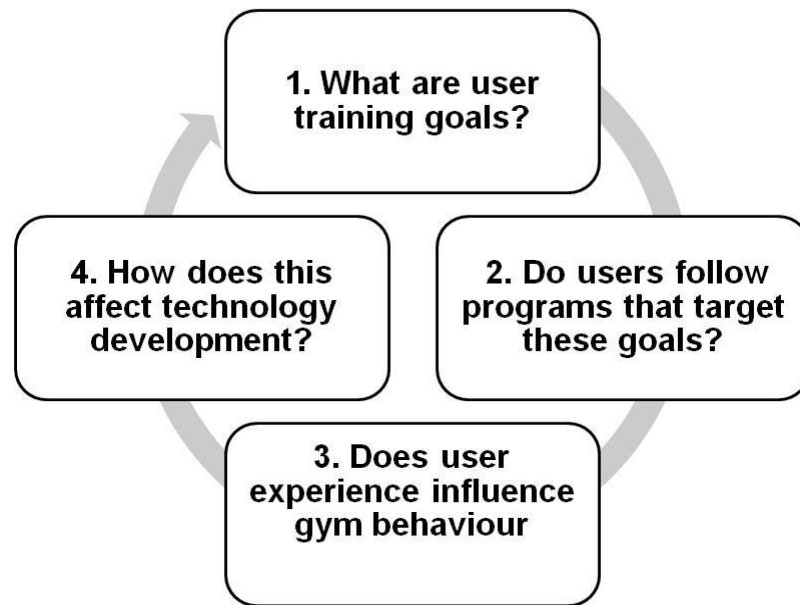 1. What are user
training goals?
2. Do users follow
programs that target
these goals?
3. Does user
experience influence
gym behaviour
4. How does this
affect technology
development?